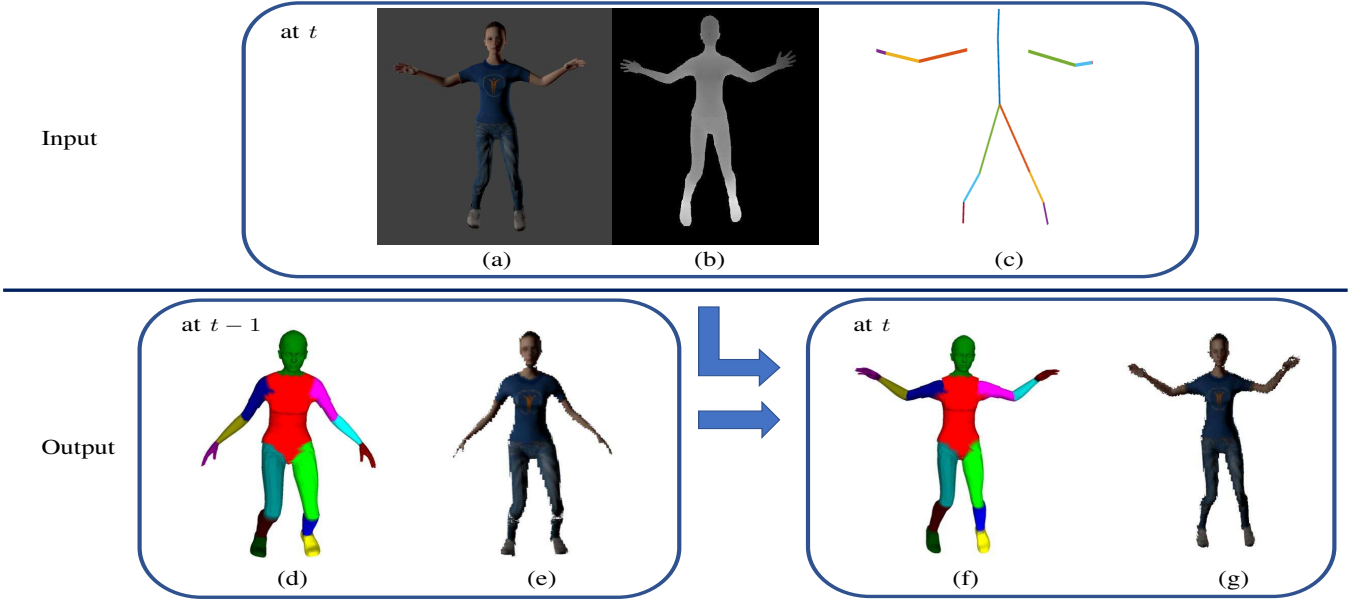 at t
Input
(a)
(b)
(c)
at t − 1
at t
Output
(d)
(e)
(f)
(g)